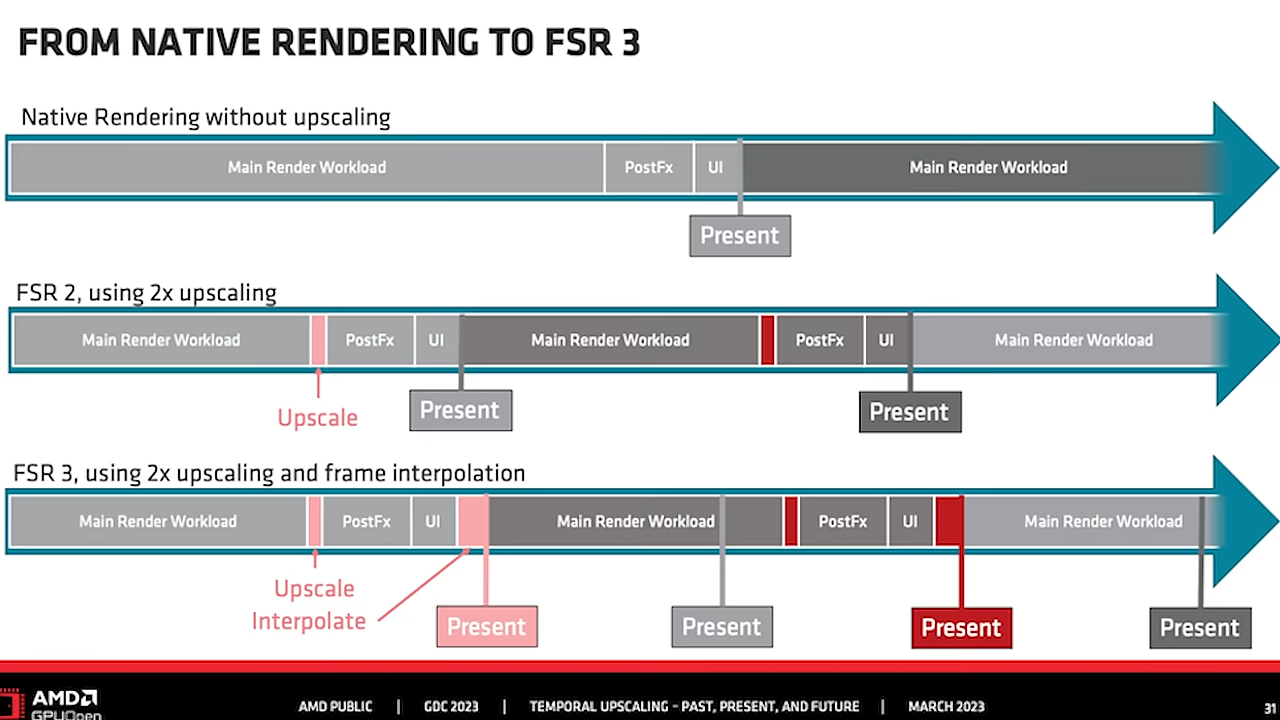 FROM NATIVE RENDERING TO FSR 3
Native Rendering without upscaling
Main Render Workload PostFx UI Main Render Workload
Present
FSR 2, using 2x upscaling
Main Render Workload PostFx UI Main Render Workload PostFx UI Main Render Workload
Upscale Present Present
FSR 3, using 2x upscaling and frame interpolation
Main Render Workload PostFx UI Main Render Workload PostFx UI Main Render Workload
Upscale
Interpolate Present Present Present Present
AMD
GPUOpen
AMD PUBLIC | GDC 2023 | TEMPORAL UPSCALING – PAST, PRESENT, AND FUTURE | MARCH 2023
31